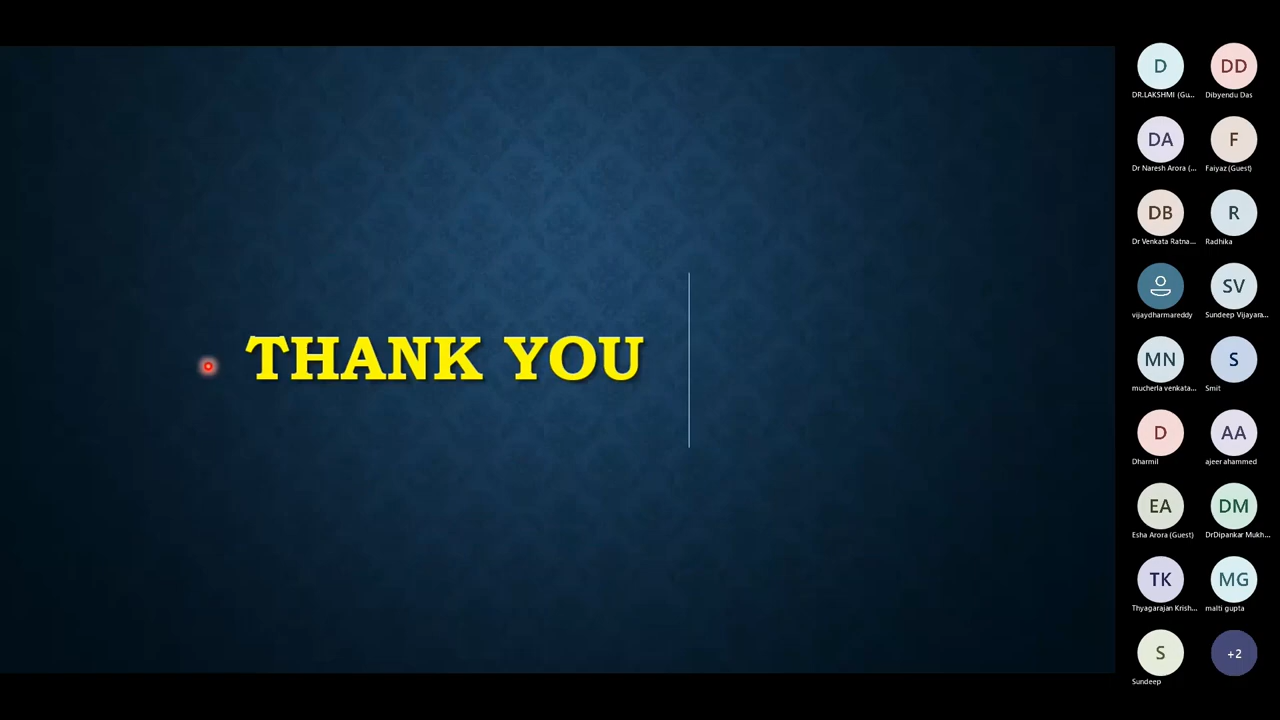 THANK YOU
D DD
DR.LAKSHMI (Gu... Dibyendu Das
DA F
Dr Naresh Arora (... Faiyaz (Guest)
DB R
Dr Venkata Ratna... Radhika
SV
vijaydharmareddy Sundeep Vijayara...
MN S
mucherla venkata... Smit
D AA
Dharmil ajeer ahammed
EA DM
Esha Arora (Guest) DrDipankar Mukh...
TK MG
Thyagarajan Krish... malti gupta
S +2
Sundeep